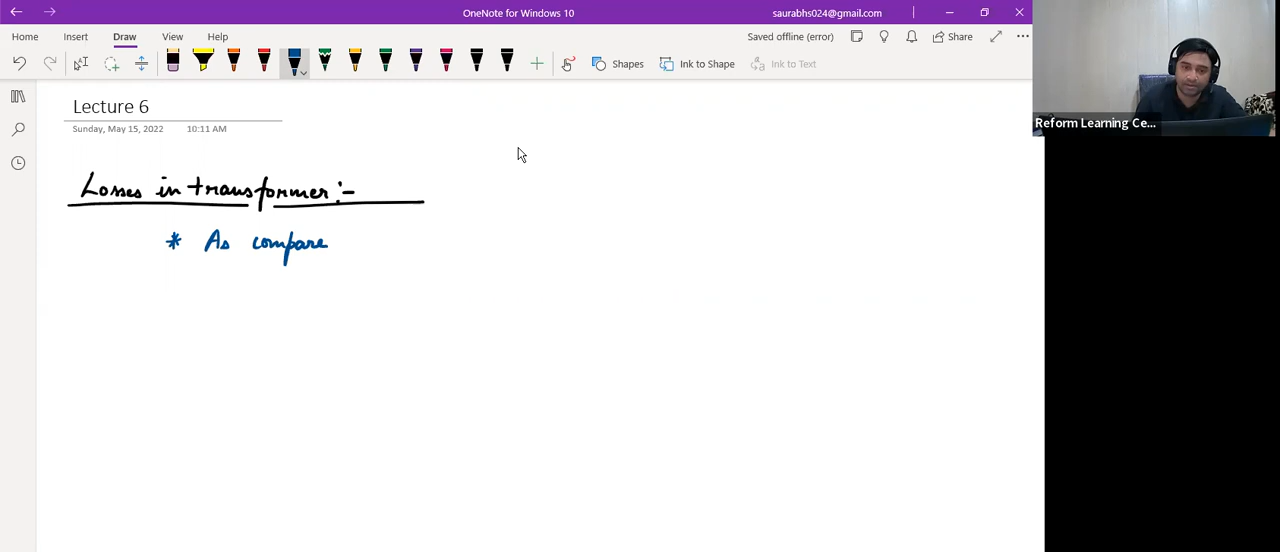 OneNote for Windows 10
saurabhs024@gmail.com
Home Insert Draw View Help
Saved offline (error)
Share
Shapes
Ink to Shape
Ink to Text
Reform Learning Ce...
Lecture 6
Sunday, May 15, 2022 10:11 AM
Losses in transformer:-
* As compare